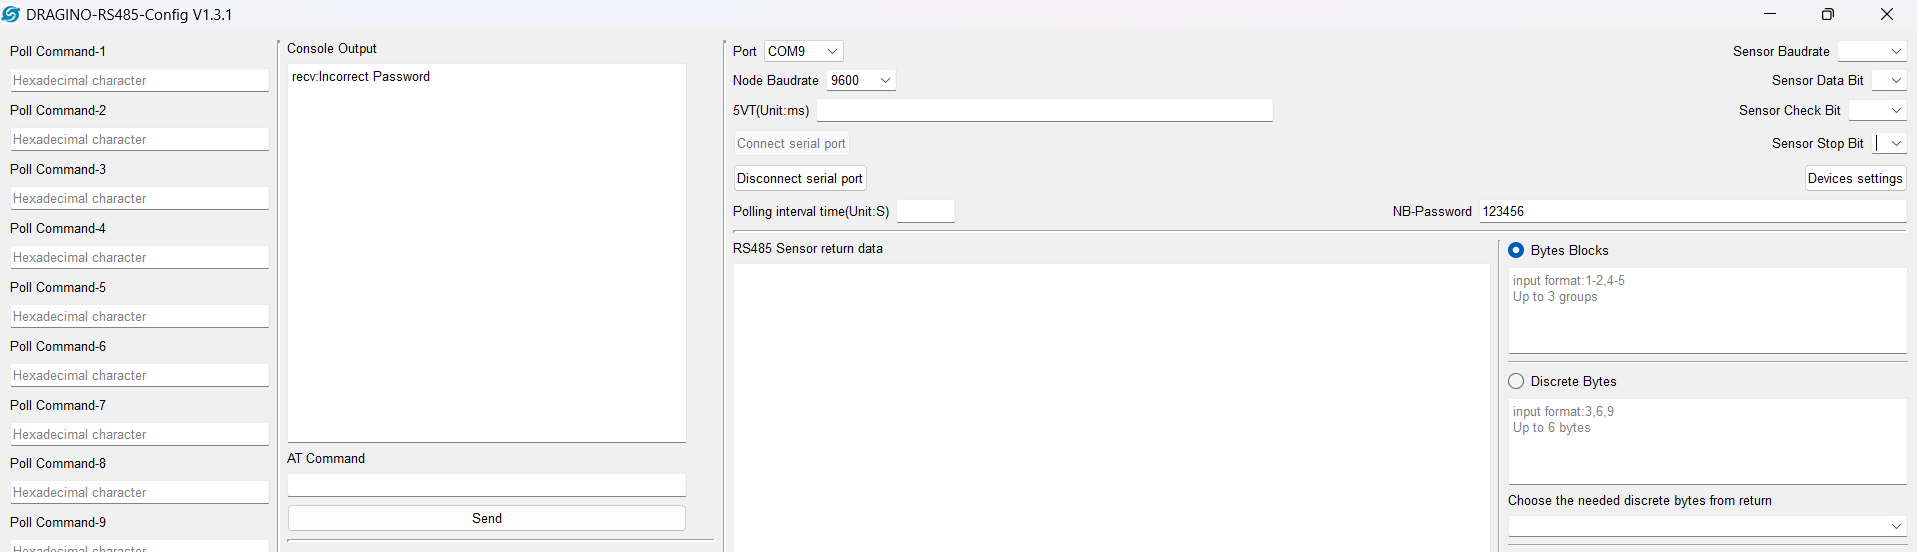 DRAGINO-RS485-Config V1.3.1
Poll Command-1
Hexadecimal character
Poll Command-2
Hexadecimal character
Poll Command-3
Hexadecimal character
Poll Command-4
Hexadecimal character
Poll Command-5
Hexadecimal character
Poll Command-6
Hexadecimal character
Poll Command-7
Hexadecimal character
Poll Command-8
Hexadecimal character
Poll Command-9
Hexadecimal character
Console Output
recv:Incorrect Password
AT Command
Send
Port COM9
Node Baudrate 9600
5VT(Unit:ms)
Connect serial port
Disconnect serial port
Polling interval time(Unit:S)
Sensor Baudrate
Sensor Data Bit
Sensor Check Bit
Sensor Stop Bit
Devices settings
NB-Password 123456
RS485 Sensor return data
Bytes Blocks
input format:1-2,4-5
Up to 3 groups
Discrete Bytes
input format:3,6,9
Up to 6 bytes
Choose the needed discrete bytes from return